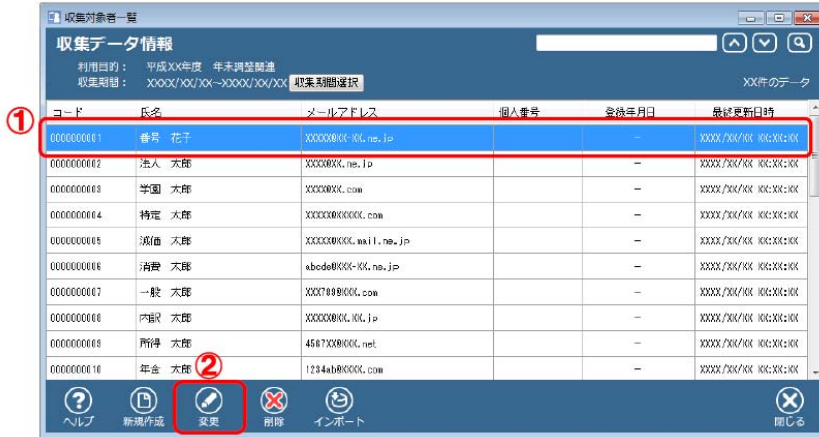 収集対象者一覧
収集データ情報
利用目的： 平成XX年度 年末調整関連
収集期間： XXXX/XX/XX~XXXX/XX/XX 収集期間選択
XX件のデータ
コード 氏名 メールアドレス 個人番号 登録年月日 最終更新日時
①
0000000001 番号 花子 XXXXX@XX-XX.ne.jp － XXXX/XX/XX XX:XX:XX
0000000002 法人 太郎 XXXXX@XX.ne.jp － XXXX/XX/XX XX:XX:XX
0000000003 学園 太郎 XXXXX@XX.com － XXXX/XX/XX XX:XX:XX
0000000004 特定 太郎 XXXXXX@XXXXX.com － XXXX/XX/XX XX:XX:XX
0000000005 減価 太郎 XXXXXX@XXX.mail.ne.jp － XXXX/XX/XX XX:XX:XX
0000000006 消費 太郎 abcde@XXX-XX.ne.jp － XXXX/XX/XX XX:XX:XX
0000000007 一般 太郎 XXX789@XXX.com － XXXX/XX/XX XX:XX:XX
0000000008 内訳 太郎 XXXXXX@XX.XX.jp － XXXX/XX/XX XX:XX:XX
0000000009 所得 太郎 4567XX@XXX.net － XXXX/XX/XX XX:XX:XX
0000000010 年金 太郎 1234ab@XXXX.com － XXXX/XX/XX XX:XX:XX
②
ヘルプ 新規作成 変更 削除 インポート 閉じる